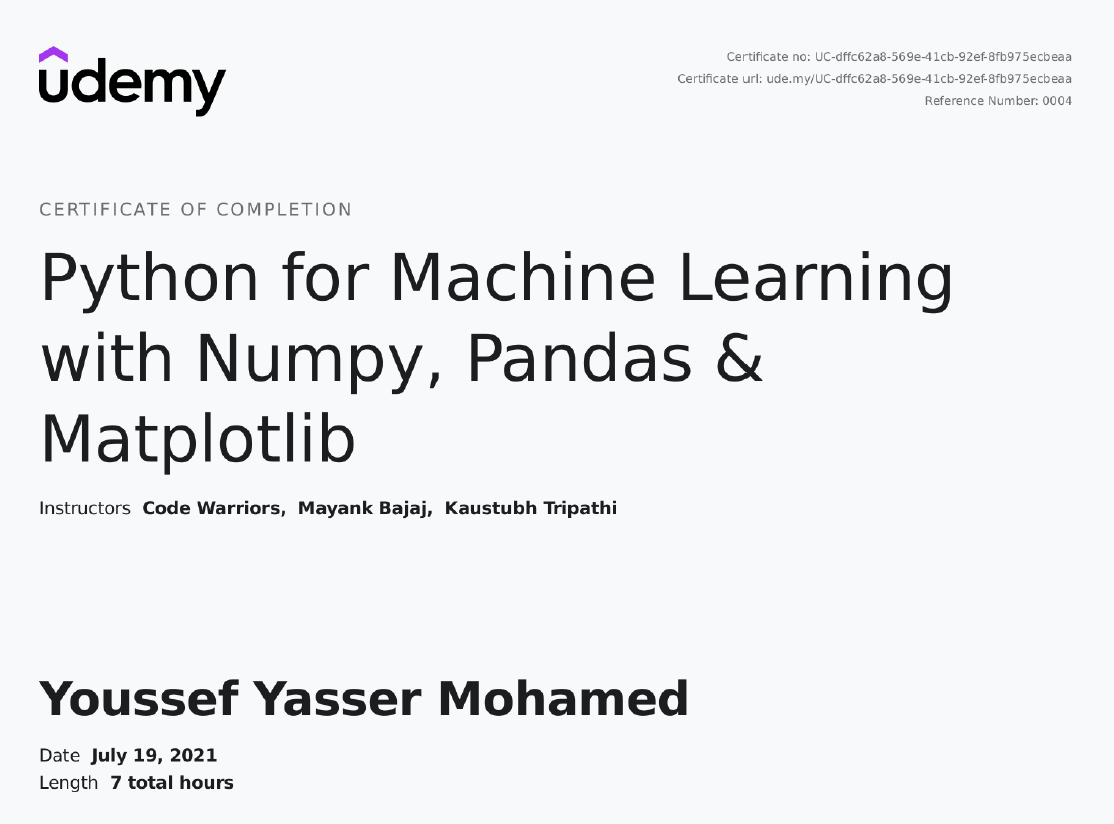 udemy
Certificate no: UC-dffc62a8-569e-41cb-92ef-8fb975ecbeaa
Certificate url: ude.my/UC-dffc62a8-569e-41cb-92ef-8fb975ecbeaa
Reference Number: 0004
CERTIFICATE OF COMPLETION
Python for Machine Learning
with Numpy, Pandas &
Matplotlib
Instructors Code Warriors, Mayank Bajaj, Kaustubh Tripathi
Youssef Yasser Mohamed
Date July 19, 2021
Length 7 total hours